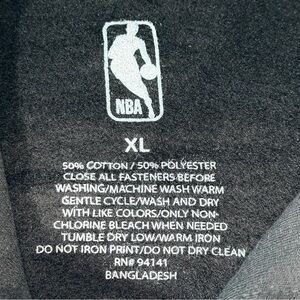 NBA
XL
50% COTTON / 50% POLYESTER
CLOSE ALL FASTENERS BEFORE
WASHING/MACHINE WASH WARM
GENTLE CYCLE/WASH AND DRY
WITH LIKE COLORS/ONLY NON-
CHLORINE BLEACH WHEN NEEDED
TUMBLE DRY LOW/WARM IRON
DO NOT IRON PRINT/DO NOT DRY CLEAN
RN# 94141
BANGLADESH